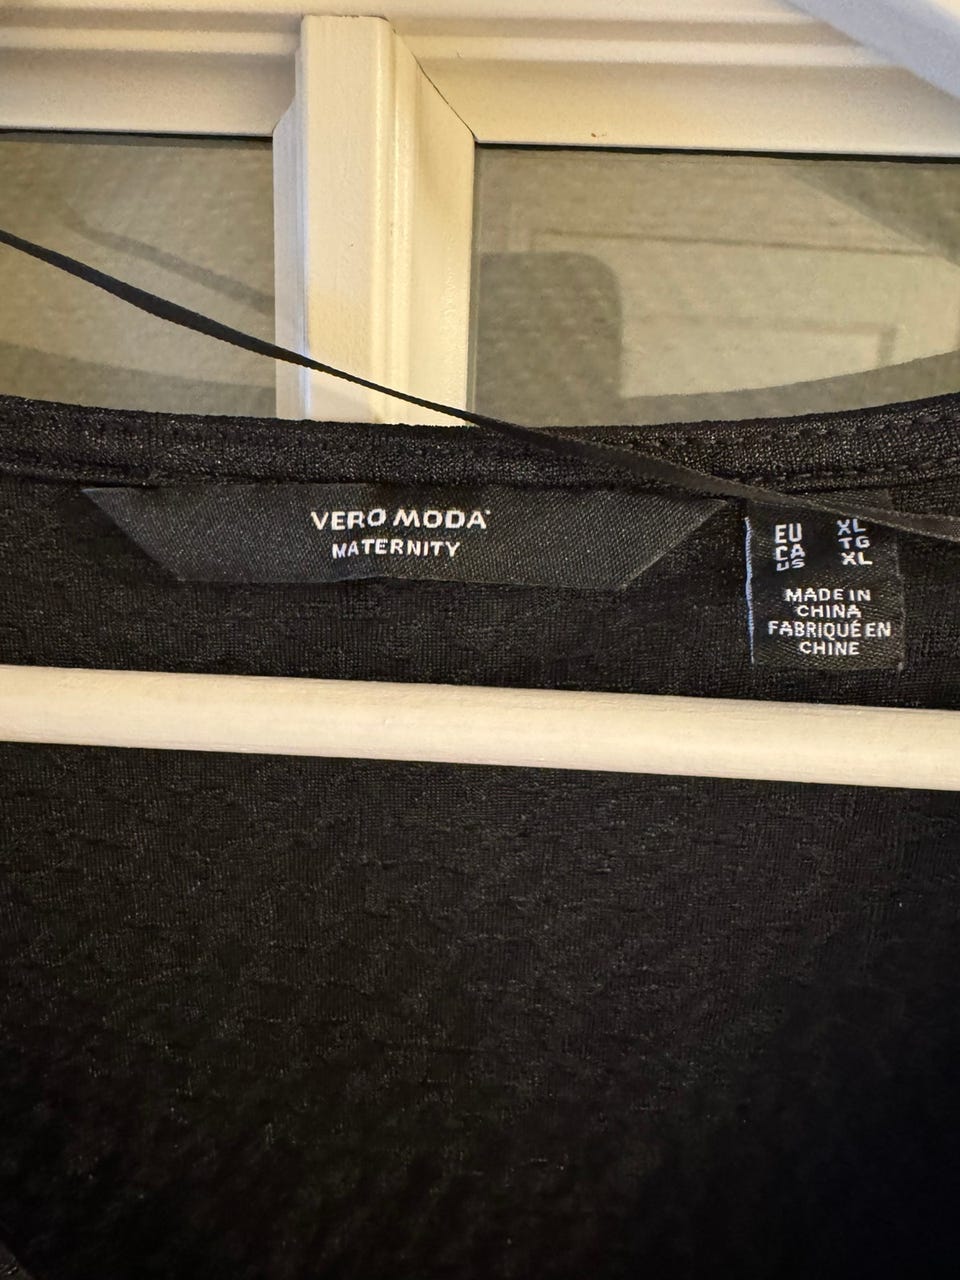 VERO MODA
MATERNITY
EU XL
CA TG
US XL
MADE IN
CHINA
FABRIQUÉ EN
CHINE